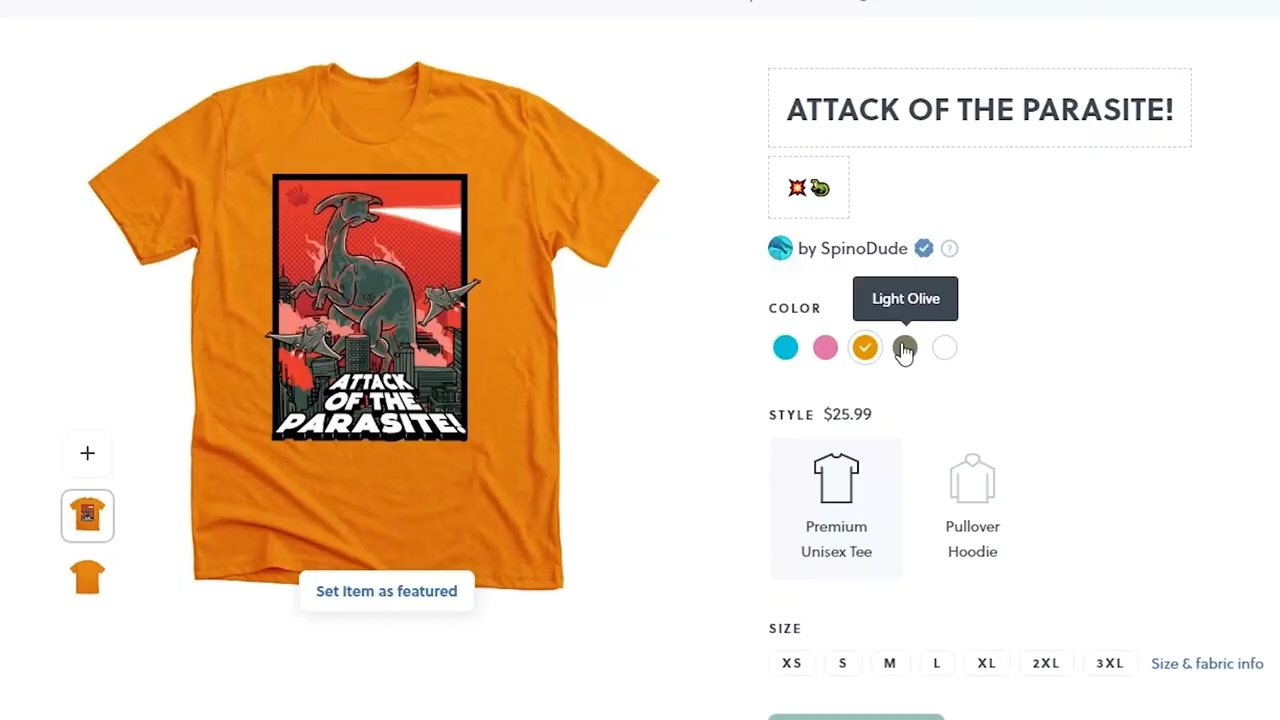 ATTACK OF THE PARASITE!
by SpinoDude
?
Light Olive
COLOR
STYLE $25.99
Premium
Unisex Tee
Pullover
Hoodie
SIZE
XS S M L XL 2XL 3XL Size & fabric info
ATTACK
OF THE
PARASITE!
+
Set item as featured